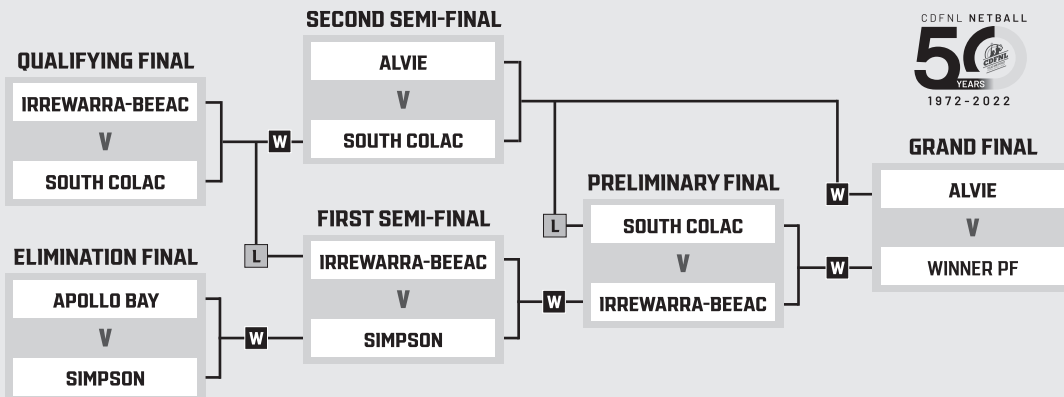 SECOND SEMI-FINAL
ALVIE
V
SOUTH COLAC
CDFNL NETBALL
50
CDFNL
YEARS
1972-2022
QUALIFYING FINAL
IRREWARRA-BEEAC
V
SOUTH COLAC
W
L
FIRST SEMI-FINAL
IRREWARRA-BEEAC
V
SIMPSON
ELIMINATION FINAL
APOLLO BAY
V
SIMPSON
W
PRELIMINARY FINAL
L
SOUTH COLAC
V
IRREWARRA-BEEAC
W
GRAND FINAL
W
ALVIE
V
W
WINNER PF